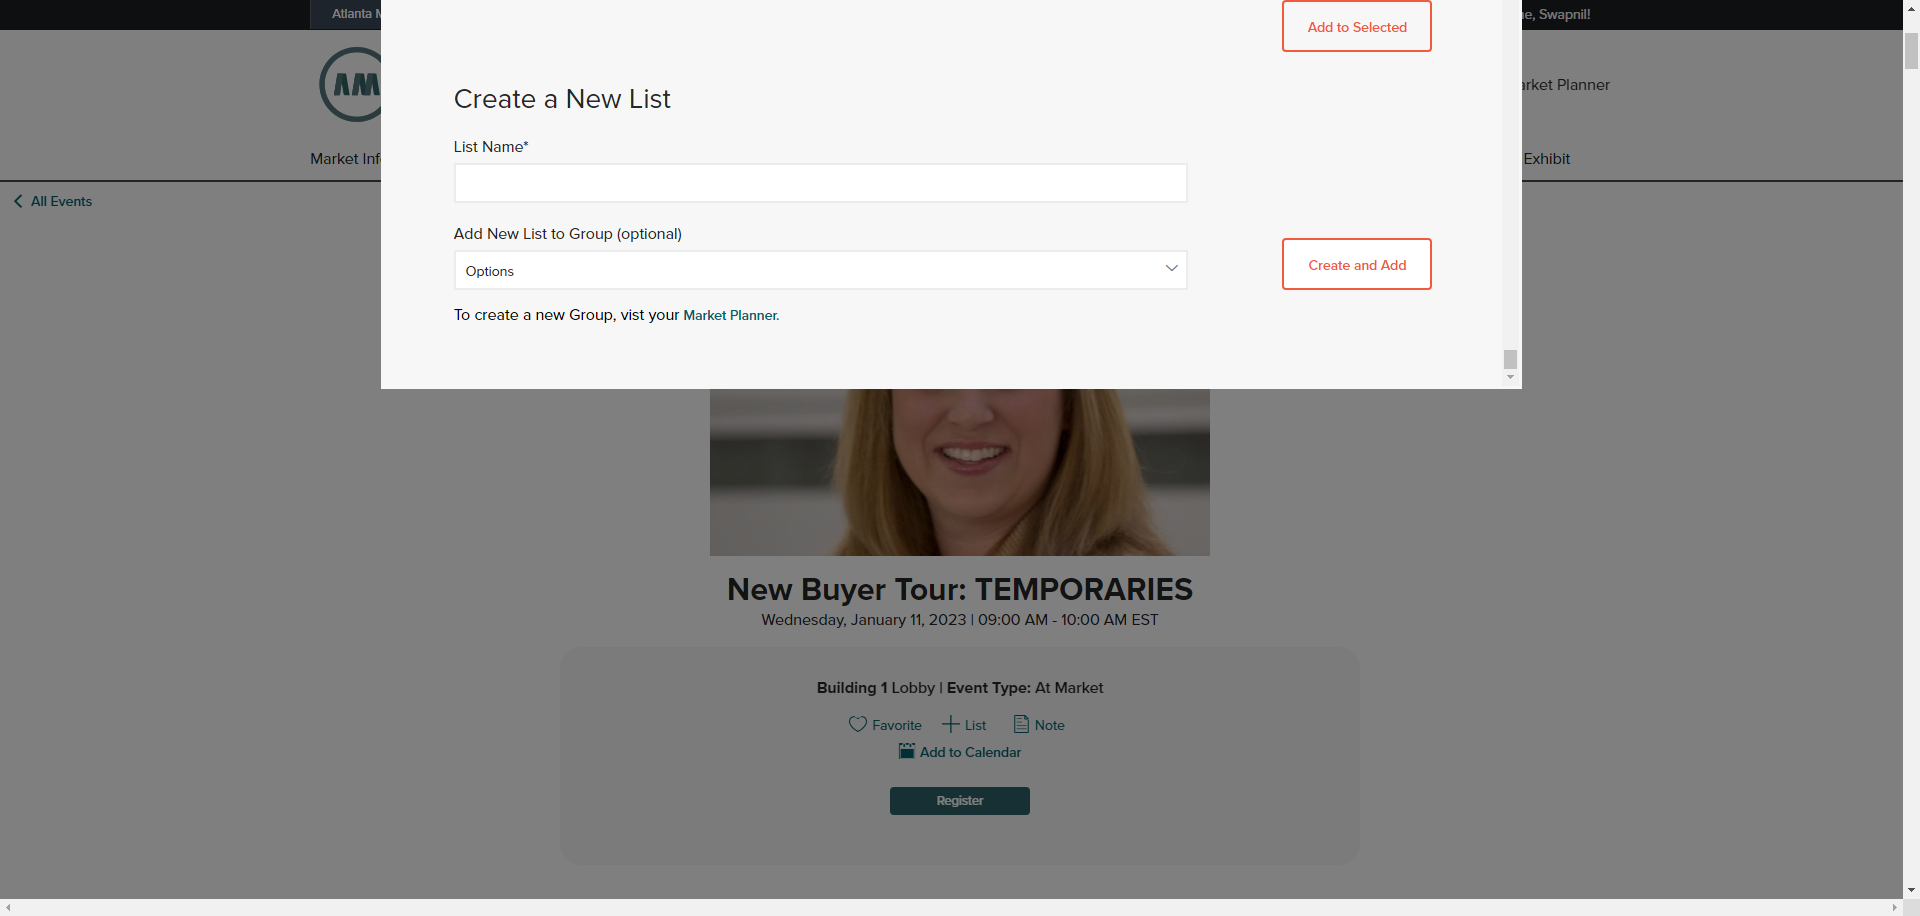 Atlanta M
e, Swapnil!
Add to Selected
AM
Create a New List
arket Planner
List Name*
Market Inf
Exhibit
All Events
Add New List to Group (optional)
Options
Create and Add
To create a new Group, vist your Market Planner.
New Buyer Tour: TEMPORARIES
Wednesday, January 11, 2023 | 09:00 AM - 10:00 AM EST
Building 1 Lobby | Event Type: At Market
Favorite List Note
Add to Calendar
Register